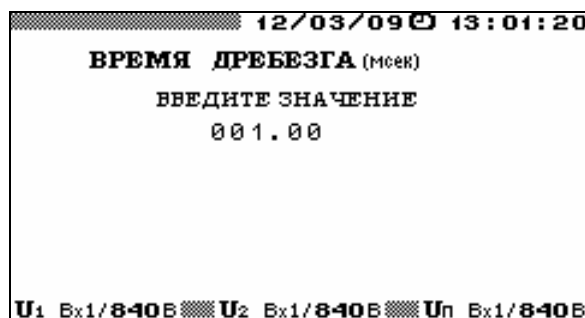 12/03/09 13:01:20
ВРЕМЯ ДРЕБЕЗГА (мсек)
ВВЕДИТЕ ЗНАЧЕНИЕ
001.00
U1 Вх1/840В U2 Вх1/840В Uп Вх1/840В